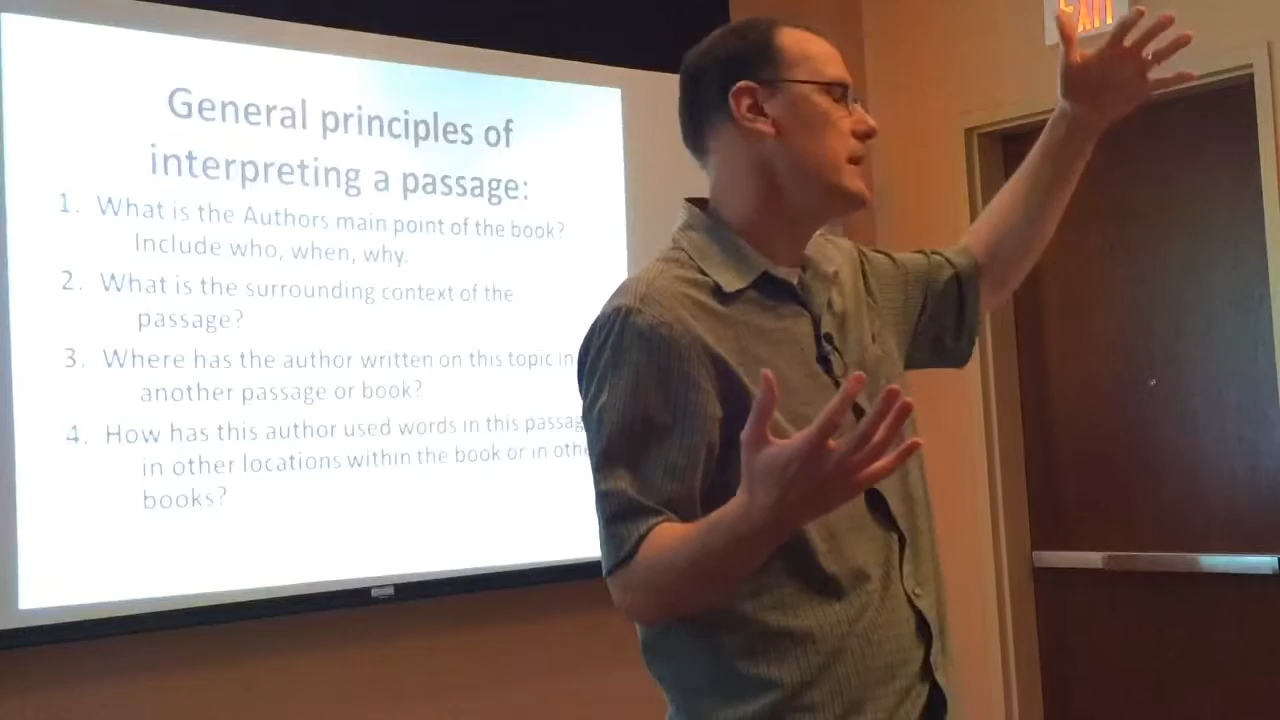 General principles of
interpreting a passage:
1. What is the Authors main point of the book?
Include who, when, why.
2. What is the surrounding context of the
passage?
3. Where has the author written on this topic in
another passage or book?
4. How has this author used words in this
in other locations within the book or in
books?
EXIT